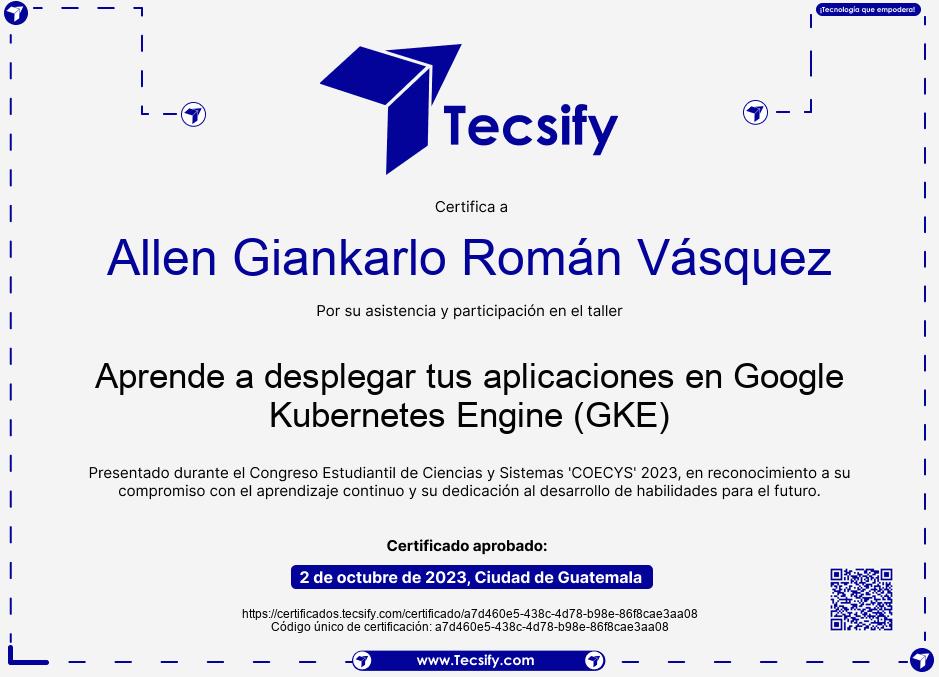 ¡Tecnología que empodera!
Tecsify
Certifica a
Allen Giankarlo Román Vásquez
Por su asistencia y participación en el taller
Aprende a desplegar tus aplicaciones en Google
Kubernetes Engine (GKE)
Presentado durante el Congreso Estudiantil de Ciencias y Sistemas 'COECYS' 2023, en reconocimiento a su
compromiso con el aprendizaje continuo y su dedicación al desarrollo de habilidades para el futuro.
Certificado aprobado:
2 de octubre de 2023, Ciudad de Guatemala
https://certificados.tecsify.com/certificado/a7d460e5-438c-4d78-b98e-86f8cae3aa08
Código único de certificación: a7d460e5-438c-4d78-b98e-86f8cae3aa08
www.Tecsify.com